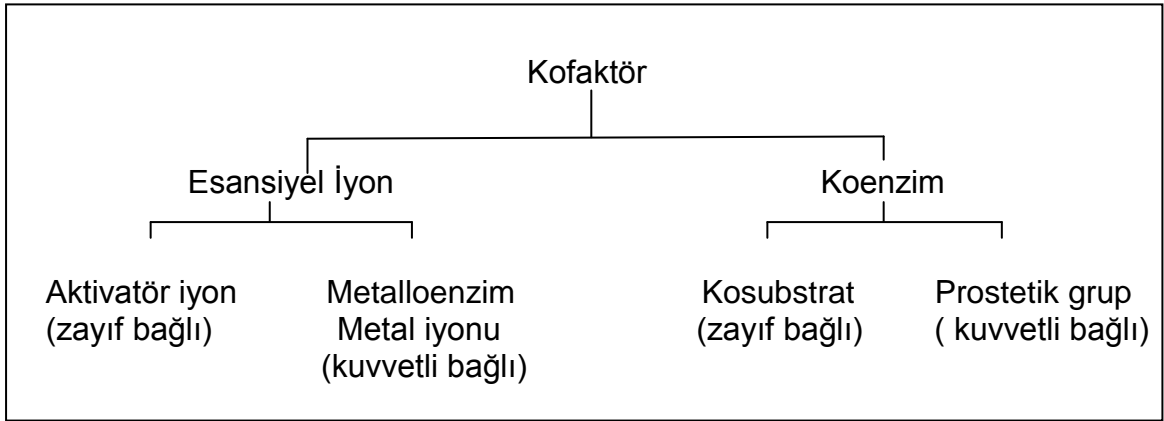 Kofaktör
Esansiyel İyon
Koenzim
Aktivatör iyon
(zayıf bağlı)
Metalloenzim
Metal iyonu
(kuvvetli bağlı)
Kosubstrat
(zayıf bağlı)
Prostetik grup
( kuvvetli bağlı)